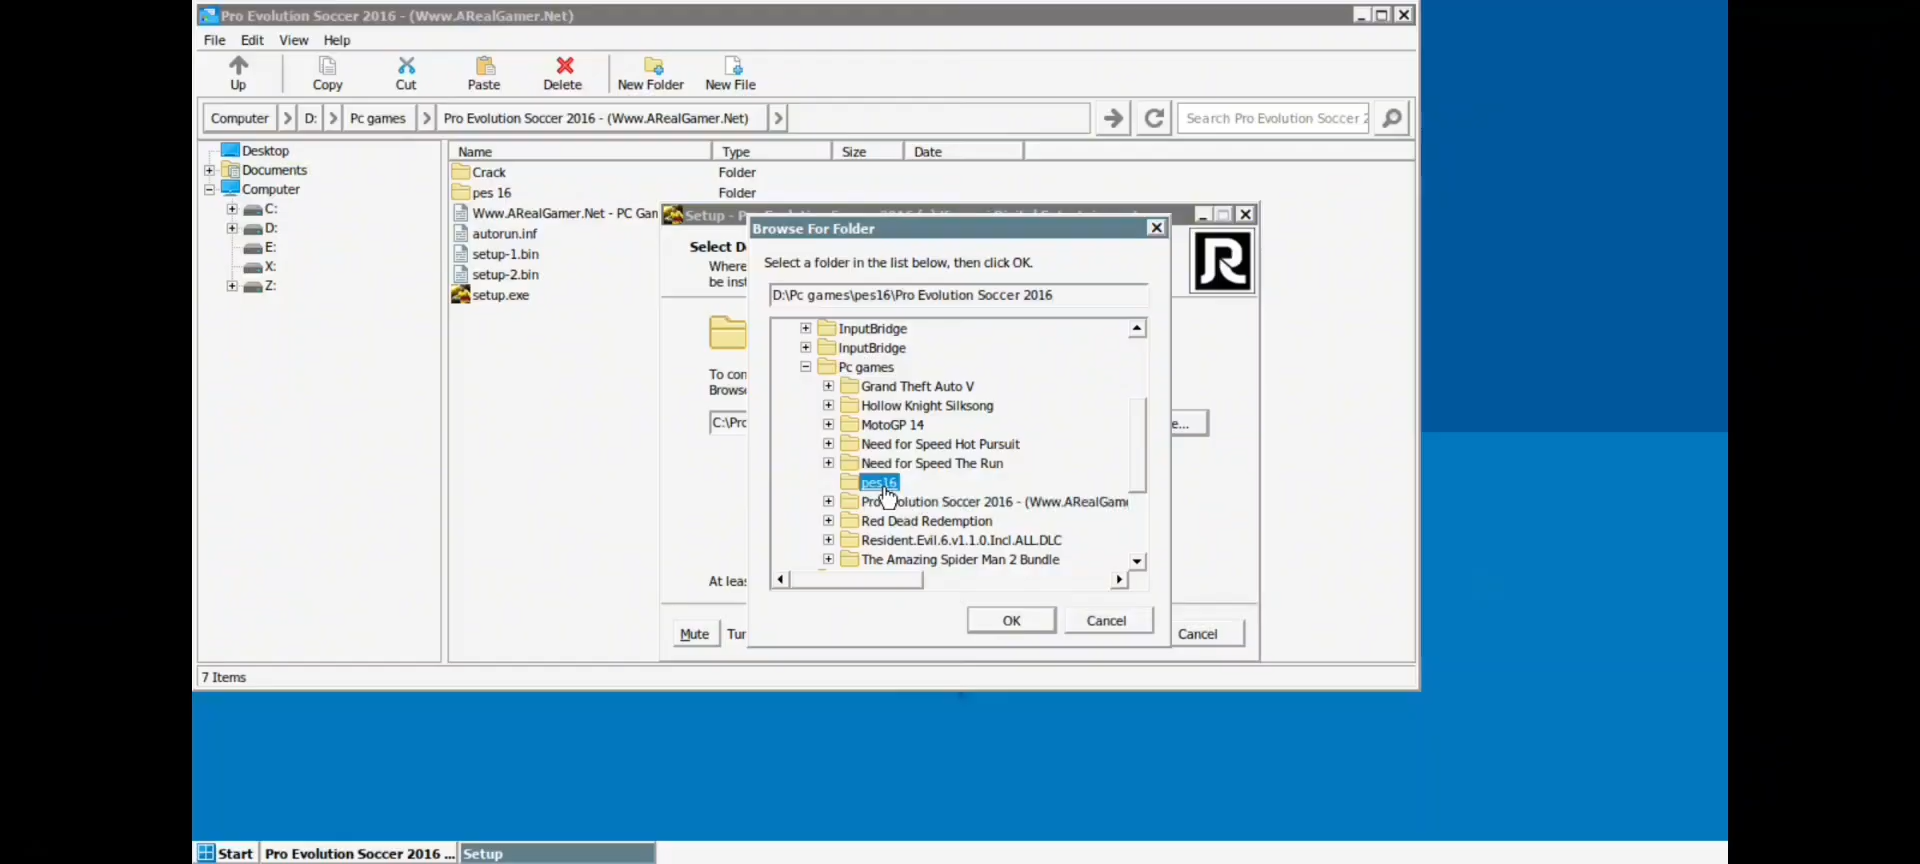 Pro Evolution Soccer 2016 - (Www.ARealGamer.Net)
File Edit View Help
Up Copy Cut Paste Delete New Folder New File
Computer D: Pc games Pro Evolution Soccer 2016 - (Www.ARealGamer.Net) Search Pro Evolution Soccer 2
Desktop
Documents
Computer
C:
D:
E:
X:
Z:
Name Type Size Date
Crack Folder
pes 16 Folder
Www.ARealGamer.Net - PC Gan
autorun.inf
setup-1.bin
setup-2.bin
setup.exe
Setup - P
Select D
Where
be inst
To con
Brows
C:\Pro
e...
At leas
Mute Tur
Cancel
R
Browse For Folder
Select a folder in the list below, then click OK.
D:\Pc games\pes16\Pro Evolution Soccer 2016
InputBridge
InputBridge
Pc games
Grand Theft Auto V
Hollow Knight Silksong
MotoGP 14
Need for Speed Hot Pursuit
Need for Speed The Run
pes16
Pro olution Soccer 2016 - (Www.ARealGame
Red Dead Redemption
Resident.Evil.6.v1.1.0.Incl.ALL.DLC
The Amazing Spider Man 2 Bundle
OK Cancel
7 Items
Start Pro Evolution Soccer 2016 ... Setup